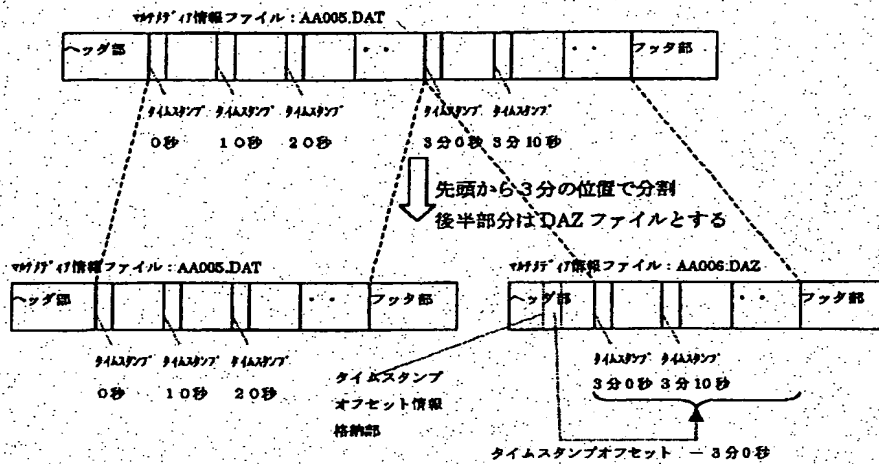 マルチメディア情報ファイル：AA005.DAT
ヘッダ部 ・・ ・・ フッタ部
タイムスタンプ タイムスタンプ タイムスタンプ タイムスタンプ タイムスタンプ
0秒 10秒 20秒 3分0秒 3分10秒
先頭から3分の位置で分割
後半部分はDAZファイルとする
マルチメディア情報ファイル：AA005.DAT
ヘッダ部 ・・ フッタ部
タイムスタンプ タイムスタンプ タイムスタンプ
0秒 10秒 20秒
マルチメディア情報ファイル：AA006.DAZ
ヘッダ部 ・・ フッタ部
タイムスタンプ タイムスタンプ
3分0秒 3分10秒
タイムスタンプ
オフセット情報
格納部
タイムスタンプオフセット －3分0秒